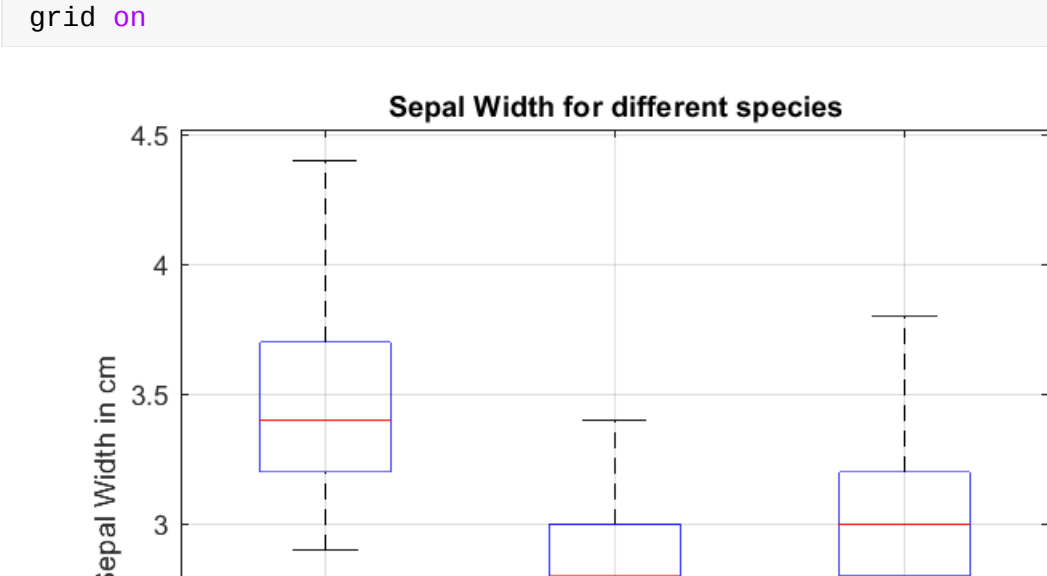 grid on
Sepal Width for different species
4.5
4
3.5
3
Sepal Width in cm